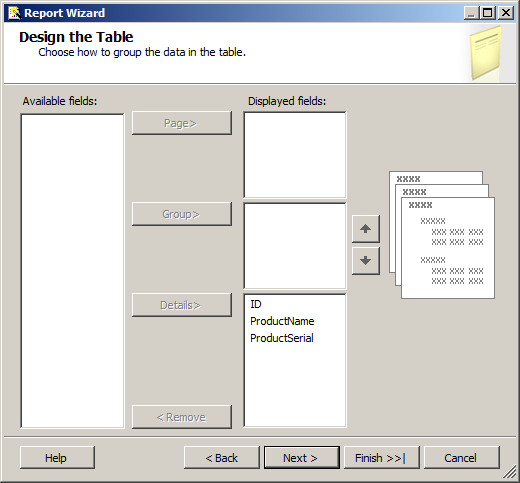 Report Wizard
Design the Table
Choose how to group the data in the table.
Available fields:
Displayed fields:
Page>
Group>
Details>
< Remove
ID
ProductName
ProductSerial
XXXX
XXXX
XXXX
XXXXX
XXX XXX XXX
XXX XXX XXX
XXXXX
XXX XXX XXX
XXX XXX XXX
Help
< Back
Next >
Finish >>|
Cancel